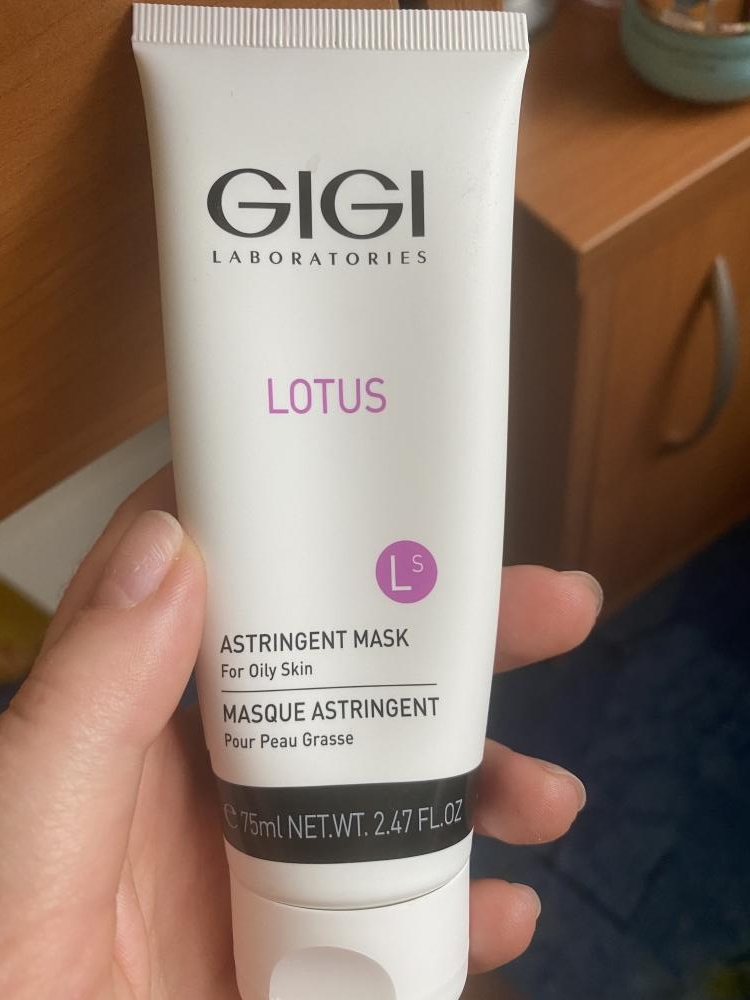 GIGI
LABORATORIES
LOTUS
LS
ASTRINGENT MASK
For Oily Skin
MASQUE ASTRINGENT
Pour Peau Grasse
℮ 75ml NET.WT. 2.47 FL.OZ